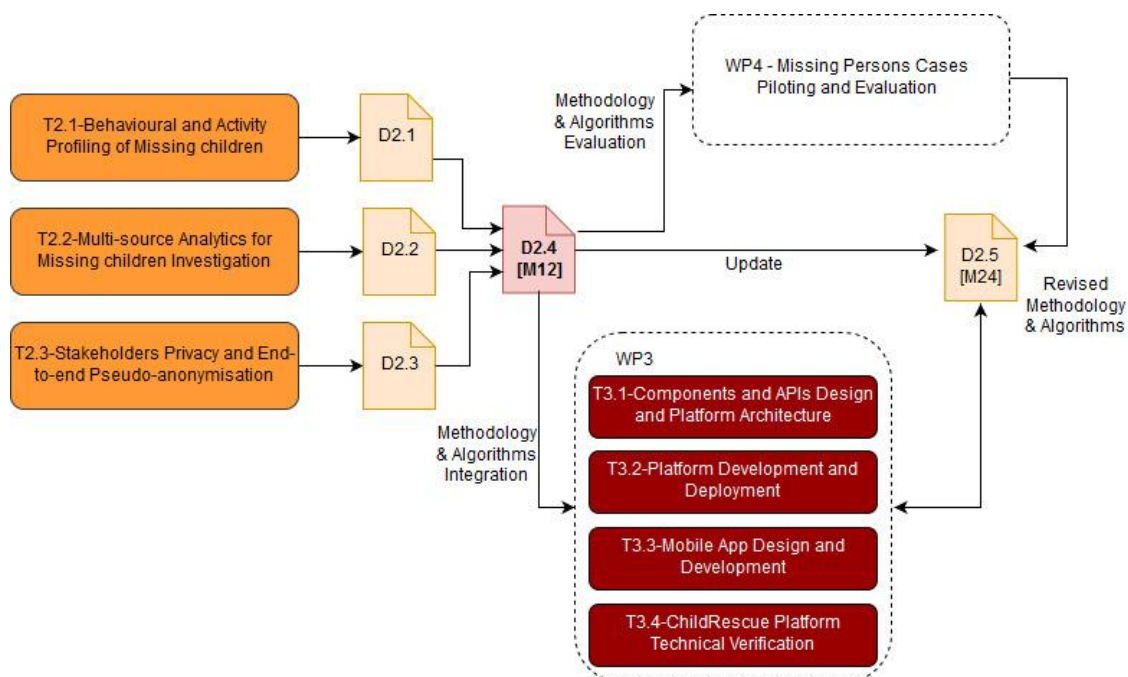 T2.1-Behavioural and Activity
Profiling of Missing children
D2.1
T2.2-Multi-source Analytics for
Missing children Investigation
D2.2
T2.3-Stakeholders Privacy and End-
to-end Pseudo-anonymisation
D2.3
D2.4
[M12]
Methodology
& Algorithms
Evaluation
WP4 - Missing Persons Cases
Piloting and Evaluation
Update
D2.5
[M24]
Revised
Methodology
& Algorithms
Methodology
& Algorithms
Integration
WP3
T3.1-Components and APIs Design
and Platform Architecture
T3.2-Platform Development and
Deployment
T3.3-Mobile App Design and
Development
T3.4-ChildRescue Platform
Technical Verification